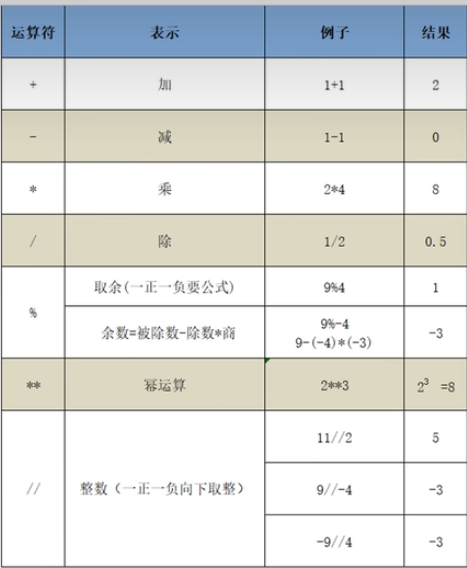 运算符 表示 例子 结果
+ 加 1+1 2
- 减 1-1 0
* 乘 2*4 8
/ 除 1/2 0.5
% 取余(一正一负要公式) 9%4 1
余数=被除数-除数*商 9%-4
9-(-4)*(-3) -3
** 幂运算 2**3 2³ =8
// 整数（一正一负向下取整） 11//2 5
9//-4 -3
-9//4 -3